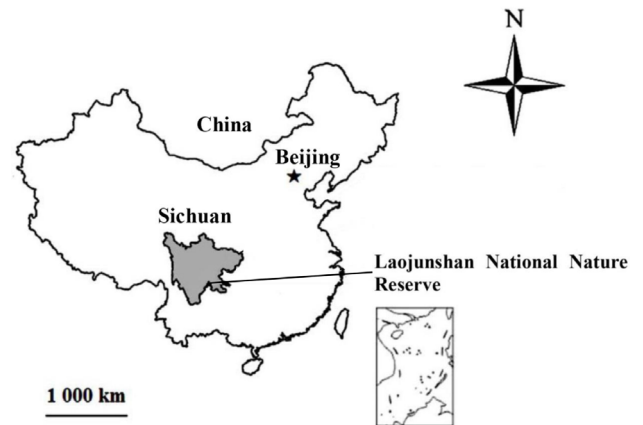 N
China
Beijing
Sichuan
Laojunshan National Nature
Reserve
1 000 km